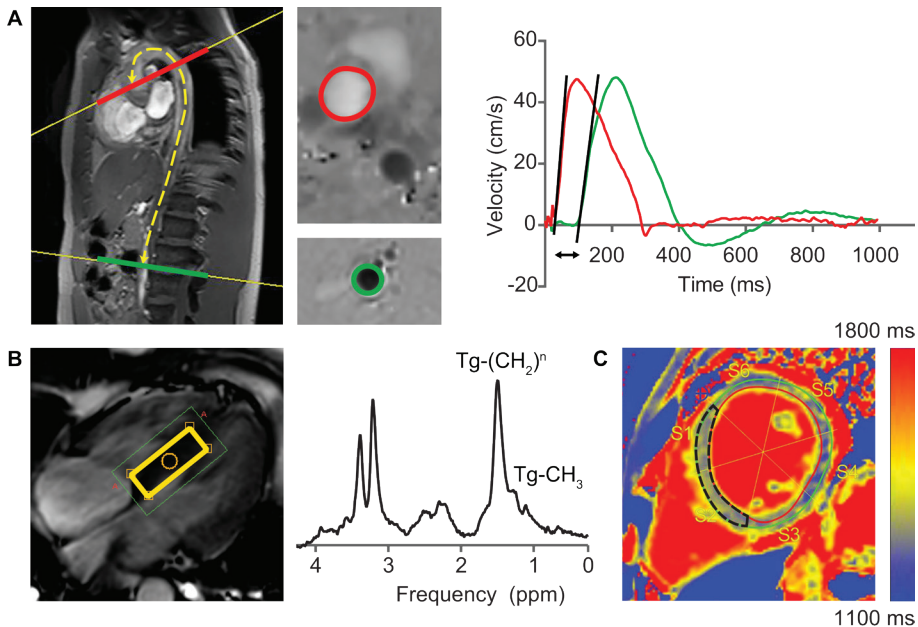 A
60
40
20
0
-20
Velocity (cm/s)
200 400 600 800 1000
Time (ms)
B
A
A
Tg-(CH₂)ⁿ
Tg-CH₃
4 3 2 1 0
Frequency (ppm)
C
1800 ms
S6
S5
S1
S4
S2
S3
1100 ms